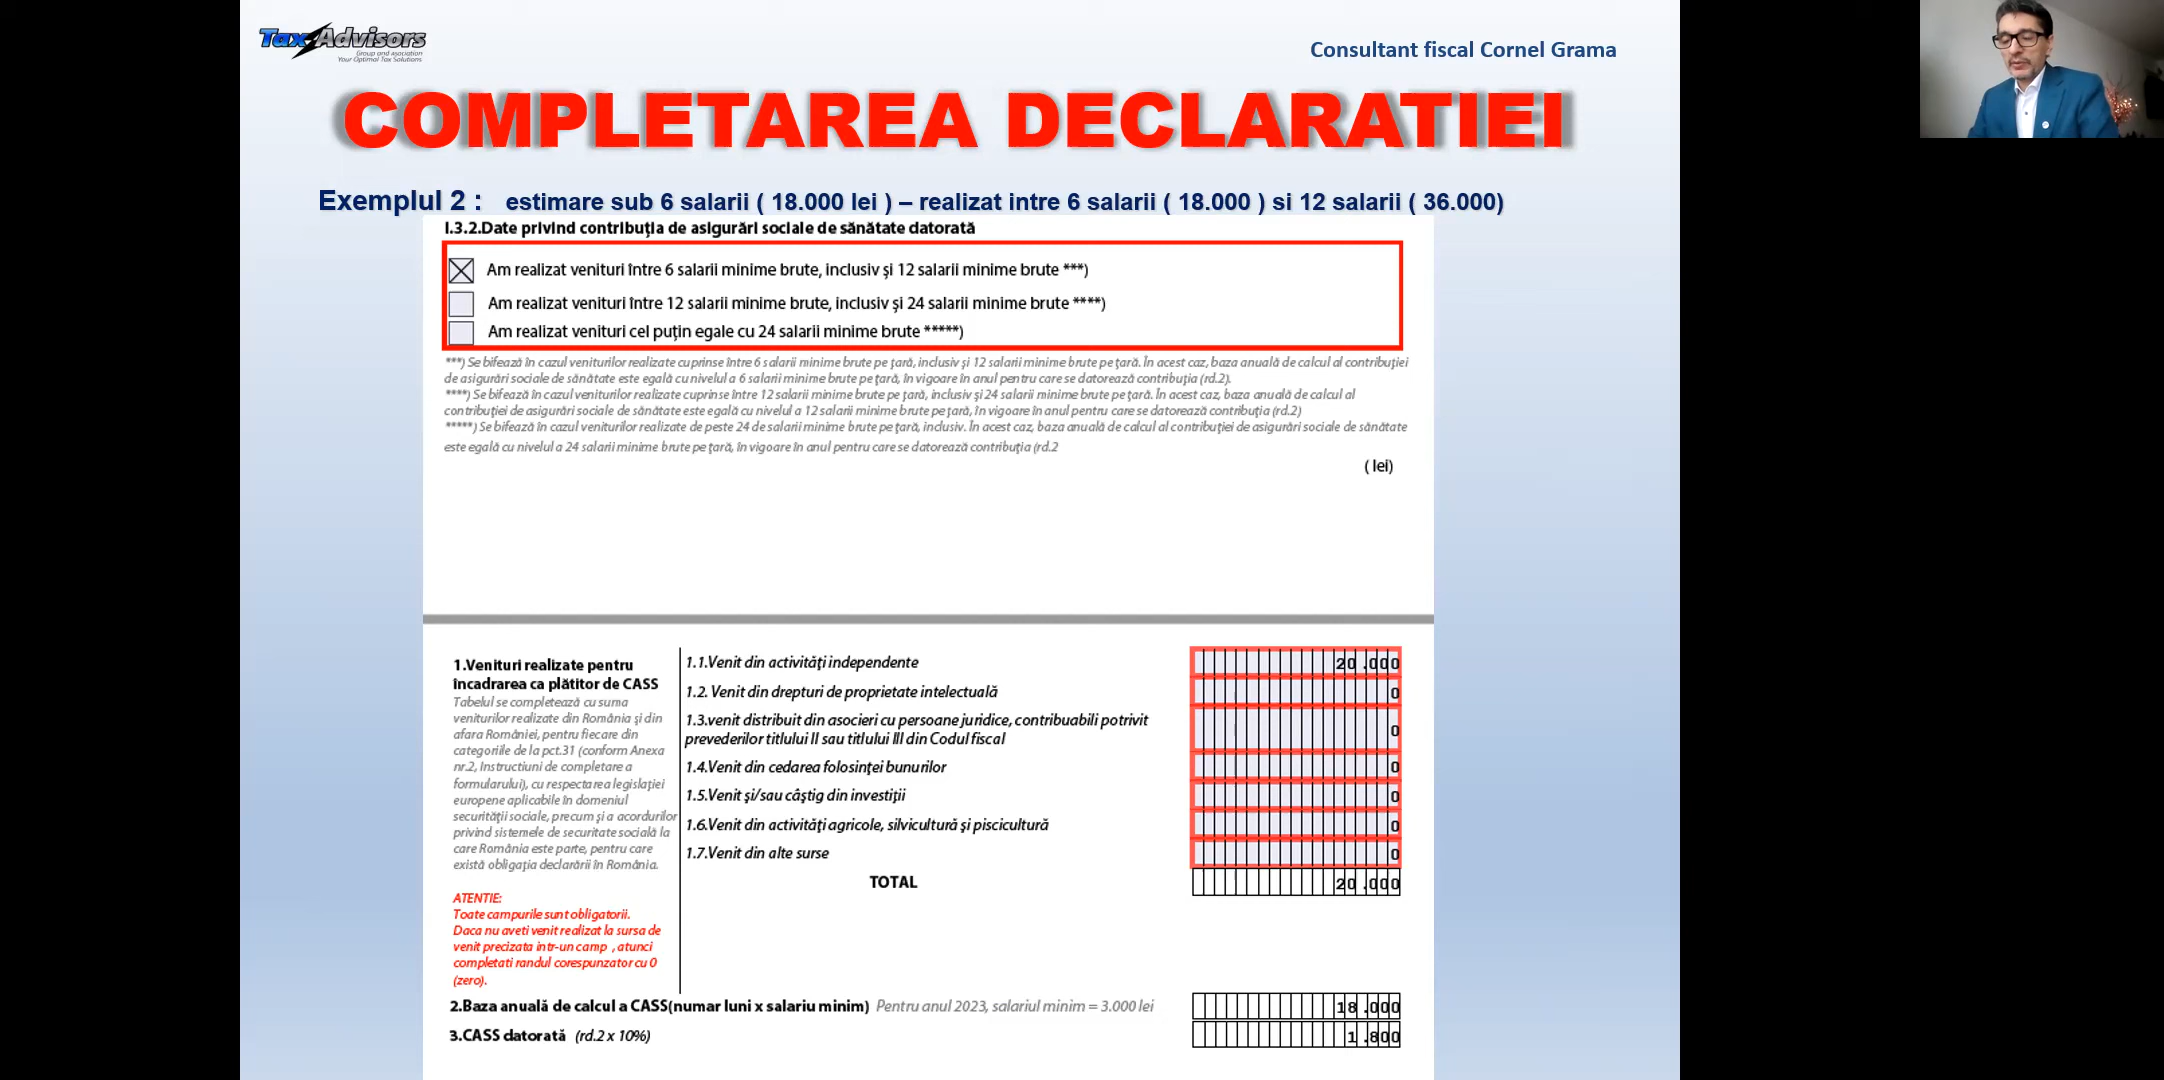 Tax Advisors
Group and Asociation
Your Optimal Tax Solutions
Consultant fiscal Cornel Grama
COMPLETAREA DECLARATIEI
Exemplul 2 : estimare sub 6 salarii ( 18.000 lei ) – realizat intre 6 salarii ( 18.000 ) si 12 salarii ( 36.000)
I.3.2.Date privind contribuția de asigurări sociale de sănătate datorată
Am realizat venituri între 6 salarii minime brute, inclusiv și 12 salarii minime brute ***)
Am realizat venituri între 12 salarii minime brute, inclusiv și 24 salarii minime brute ****)
Am realizat venituri cel puțin egale cu 24 salarii minime brute *****)
***) Se bifează în cazul veniturilor realizate cuprinse între 6 salarii minime brute pe țară, inclusiv și 12 salarii minime brute pe țară. În acest caz, baza anuală de calcul al contribuției
de asigurări sociale de sănătate este egală cu nivelul a 6 salarii minime brute pe țară, în vigoare în anul pentru care se datorează contribuția (rd.2).
****) Se bifează în cazul veniturilor realizate cuprinse între 12 salarii minime brute pe țară, inclusiv și 24 salarii minime brute pe țară. În acest caz, baza anuală de calcul al
contribuției de asigurări sociale de sănătate este egală cu nivelul a 12 salarii minime brute pe țară, în vigoare în anul pentru care se datorează contribuția (rd.2)
*****) Se bifează în cazul veniturilor realizate de peste 24 de salarii minime brute pe țară, inclusiv. În acest caz, baza anuală de calcul al contribuției de asigurări sociale de sănătate
este egală cu nivelul a 24 salarii minime brute pe țară, în vigoare în anul pentru care se datorează contribuția (rd.2
( lei)
1.Venituri realizate pentru
încadrarea ca plătitor de CASS
Tabelul se completează cu suma
veniturilor realizate din România și din
afara României, pentru fiecare din
categoriile de la pct.31 (conform Anexa
nr.2, Instructiuni de completare a
formularului), cu respectarea legislației
europene aplicabile în domeniul
securității sociale, precum și a acordurilor
privind sistemele de securitate socială la
care România este parte, pentru care
există obligația declarării în România.
ATENTIE:
Toate campurile sunt obligatorii.
Daca nu aveti venit realizat la sursa de
venit precizata intr-un camp , atunci
completati randul corespunzator cu 0
(zero).
1.1.Venit din activități independente 20.000
1.2. Venit din drepturi de proprietate intelectuală 0
1.3.venit distribuit din asocieri cu persoane juridice, contribuabili potrivit
prevederilor titlului II sau titlului III din Codul fiscal 0
1.4.Venit din cedarea folosinței bunurilor 0
1.5.Venit și/sau câștig din investiții 0
1.6.Venit din activități agricole, silvicultură și piscicultură 0
1.7.Venit din alte surse 0
TOTAL 20.000
2.Baza anuală de calcul a CASS(numar luni x salariu minim) Pentru anul 2023, salariul minim = 3.000 lei 18.000
3.CASS datorată (rd.2 x 10%) 1.800